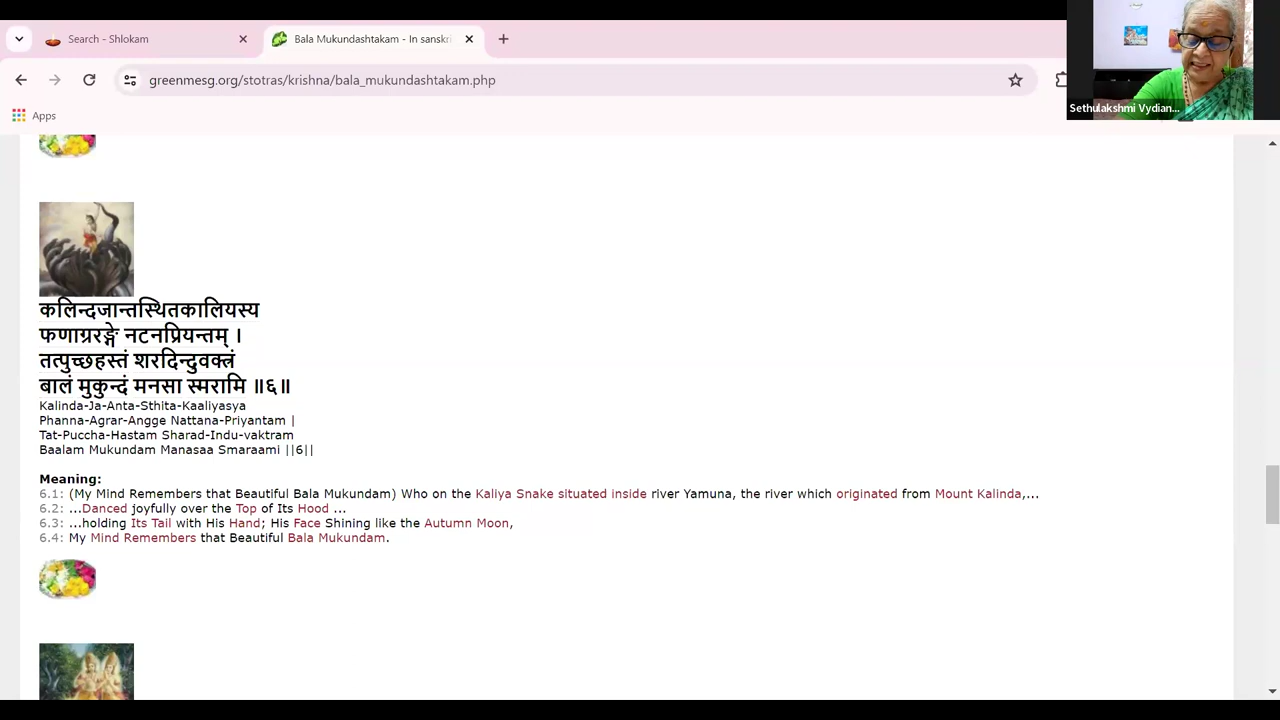 Search - Shlokam
Bala Mukundashtakam - In sa
greenmesg.org/stotras/krishna/bala_mukundashtakam.php
Apps
Sethulakshmi Vydian...
कलिन्दजान्तस्थितकालियस्य
फणाग्ररङ्गे नटनप्रियन्तम् ।
तत्पुच्छहस्तं शरदिन्दुवक्त्रं
बालं मुकुन्दं मनसा स्मरामि ॥६॥
Kalinda-Ja-Anta-Sthita-Kaaliyasya
Phanna-Agrar-Angge Nattana-Priyantam |
Tat-Puccha-Hastam Sharad-Indu-vaktram
Baalam Mukundam Manasaa Smaraami ||6||
Meaning:
6.1: (My Mind Remembers that Beautiful Bala Mukundam) Who on the Kaliya Snake situated inside river Yamuna, the river which originated from Mount Kalinda,...
6.2: ...Danced joyfully over the Top of Its Hood ...
6.3: ...holding Its Tail with His Hand; His Face Shining like the Autumn Moon,
6.4: My Mind Remembers that Beautiful Bala Mukundam.